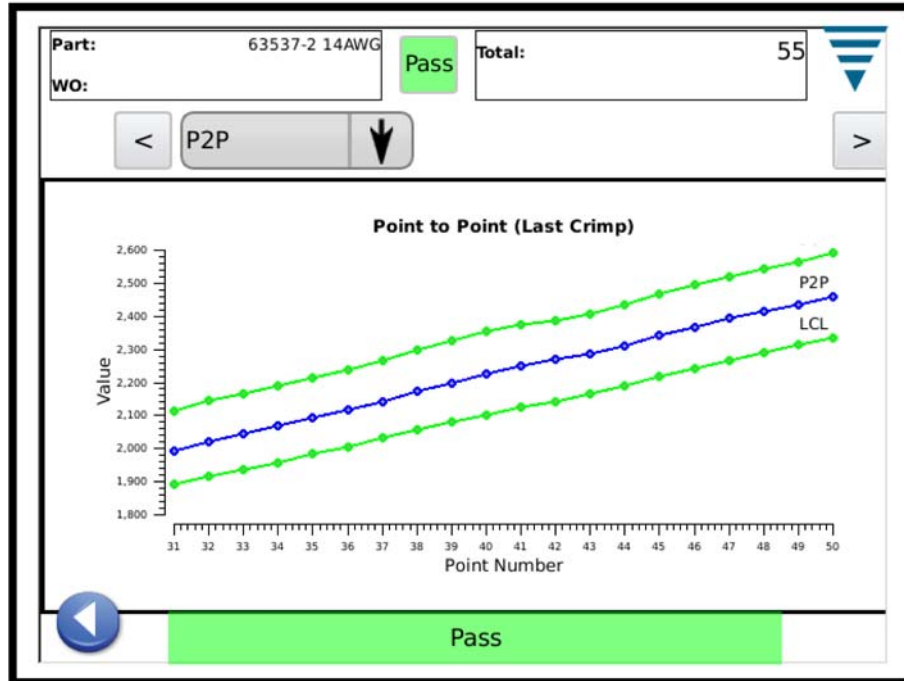 Part: 63537-2 14AWG
WO:
Pass
Total: 55
<
P2P
>
Point to Point (Last Crimp)
2,600
2,500
2,400
2,300
2,200
2,100
2,000
1,900
1,800
Value
P2P
LCL
31 32 33 34 35 36 37 38 39 40 41 42 43 44 45 46 47 48 49 50
Point Number
Pass